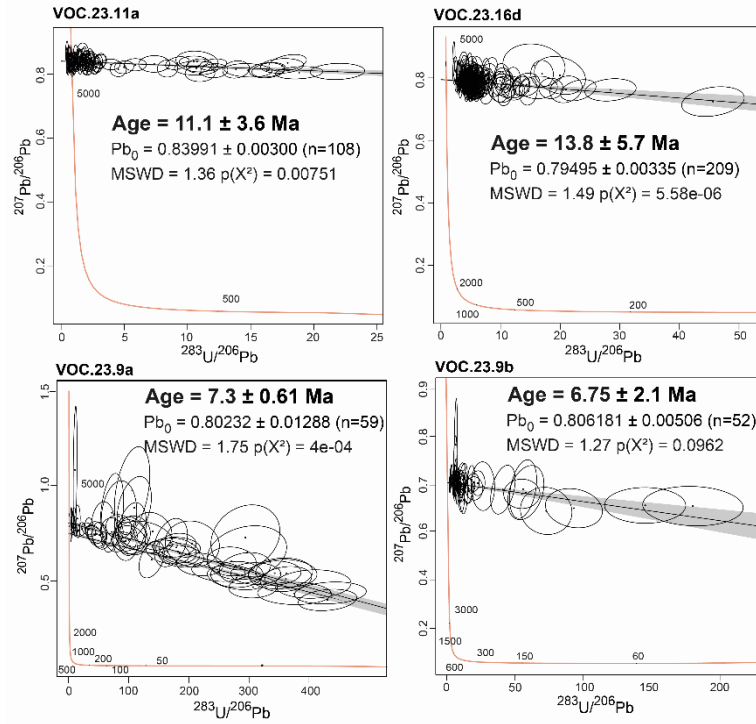 VOC.23.11a
5000
Age = 11.1 ± 3.6 Ma
Pb₀ = 0.83991 ± 0.00300 (n=108)
MSWD = 1.36 p(X²) = 0.00751
500
0.2
0.4
0.6
0.8
²⁰⁷Pb/²⁰⁶Pb
0 5 10 15 20 25
²⁸³U/²⁰⁶Pb
VOC.23.16d
5000
Age = 13.8 ± 5.7 Ma
Pb₀ = 0.79495 ± 0.00335 (n=209)
MSWD = 1.49 p(X²) = 5.58e-06
2000
1000
500
200
0.2
0.4
0.6
0.8
²⁰⁷Pb/²⁰⁶Pb
0 10 20 30 40 50
²⁸³U/²⁰⁶Pb
VOC.23.9a
Age = 7.3 ± 0.61 Ma
Pb₀ = 0.80232 ± 0.01288 (n=59)
MSWD = 1.75 p(X²) = 4e-04
5000
2000
1000
500
200
100
50
0.5
1.0
1.5
²⁰⁷Pb/²⁰⁶Pb
0 100 200 300 400
²⁸³U/²⁰⁶Pb
VOC.23.9b
Age = 6.75 ± 2.1 Ma
Pb₀ = 0.806181 ± 0.00506 (n=52)
MSWD = 1.27 p(X²) = 0.0962
3000
1500
600
300
150
60
0.2
0.4
0.6
0.7
0.9
²⁰⁷Pb/²⁰⁶Pb
0 50 100 150 200
²⁸³U/²⁰⁶Pb